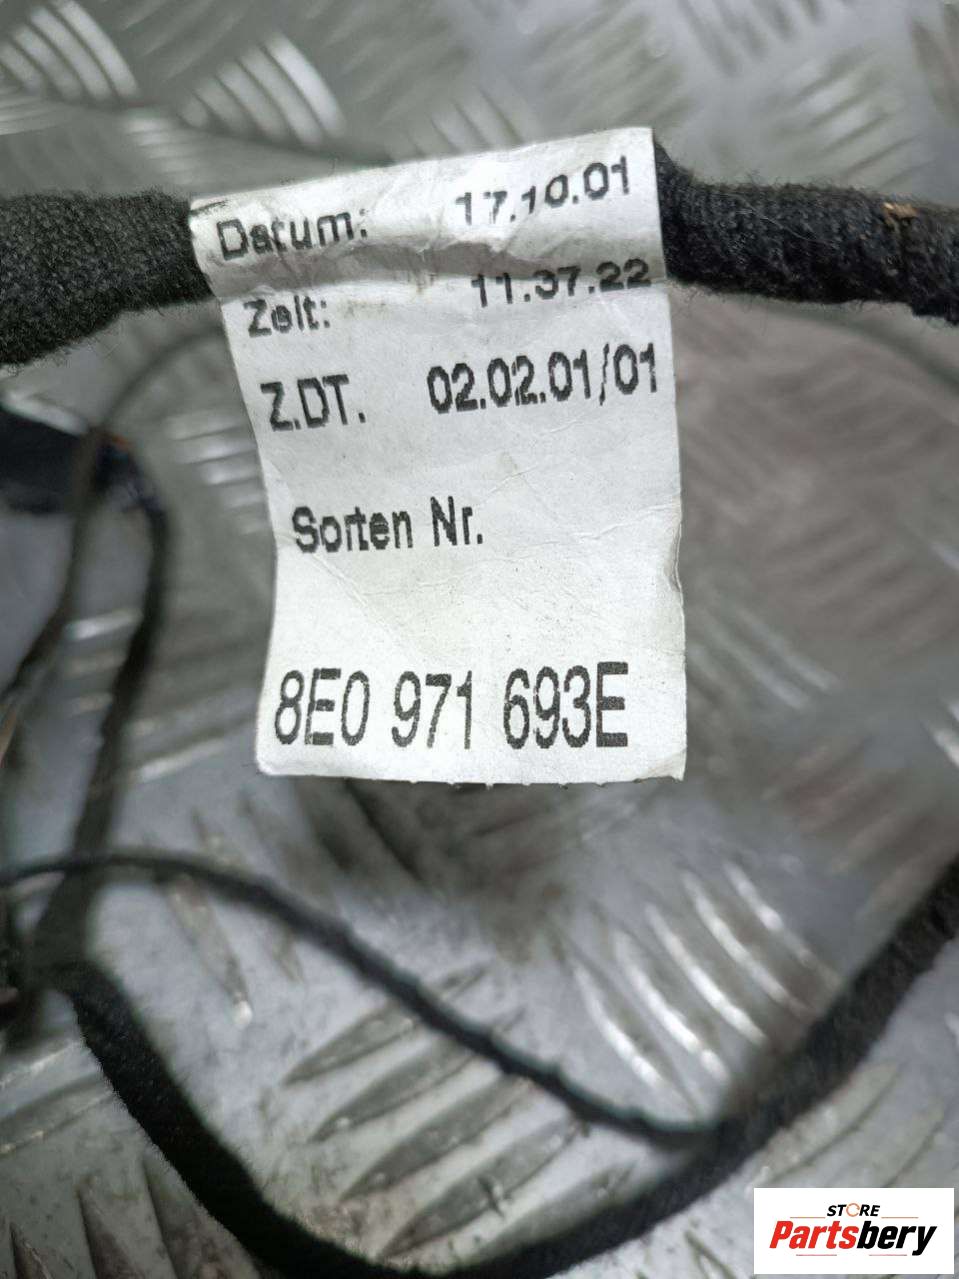 Datum: 17.10.01
Zeit: 11.37.22
Z.DT. 02.02.01/01
Sorten Nr.
8E0 971 693E
STORE
Partsbery